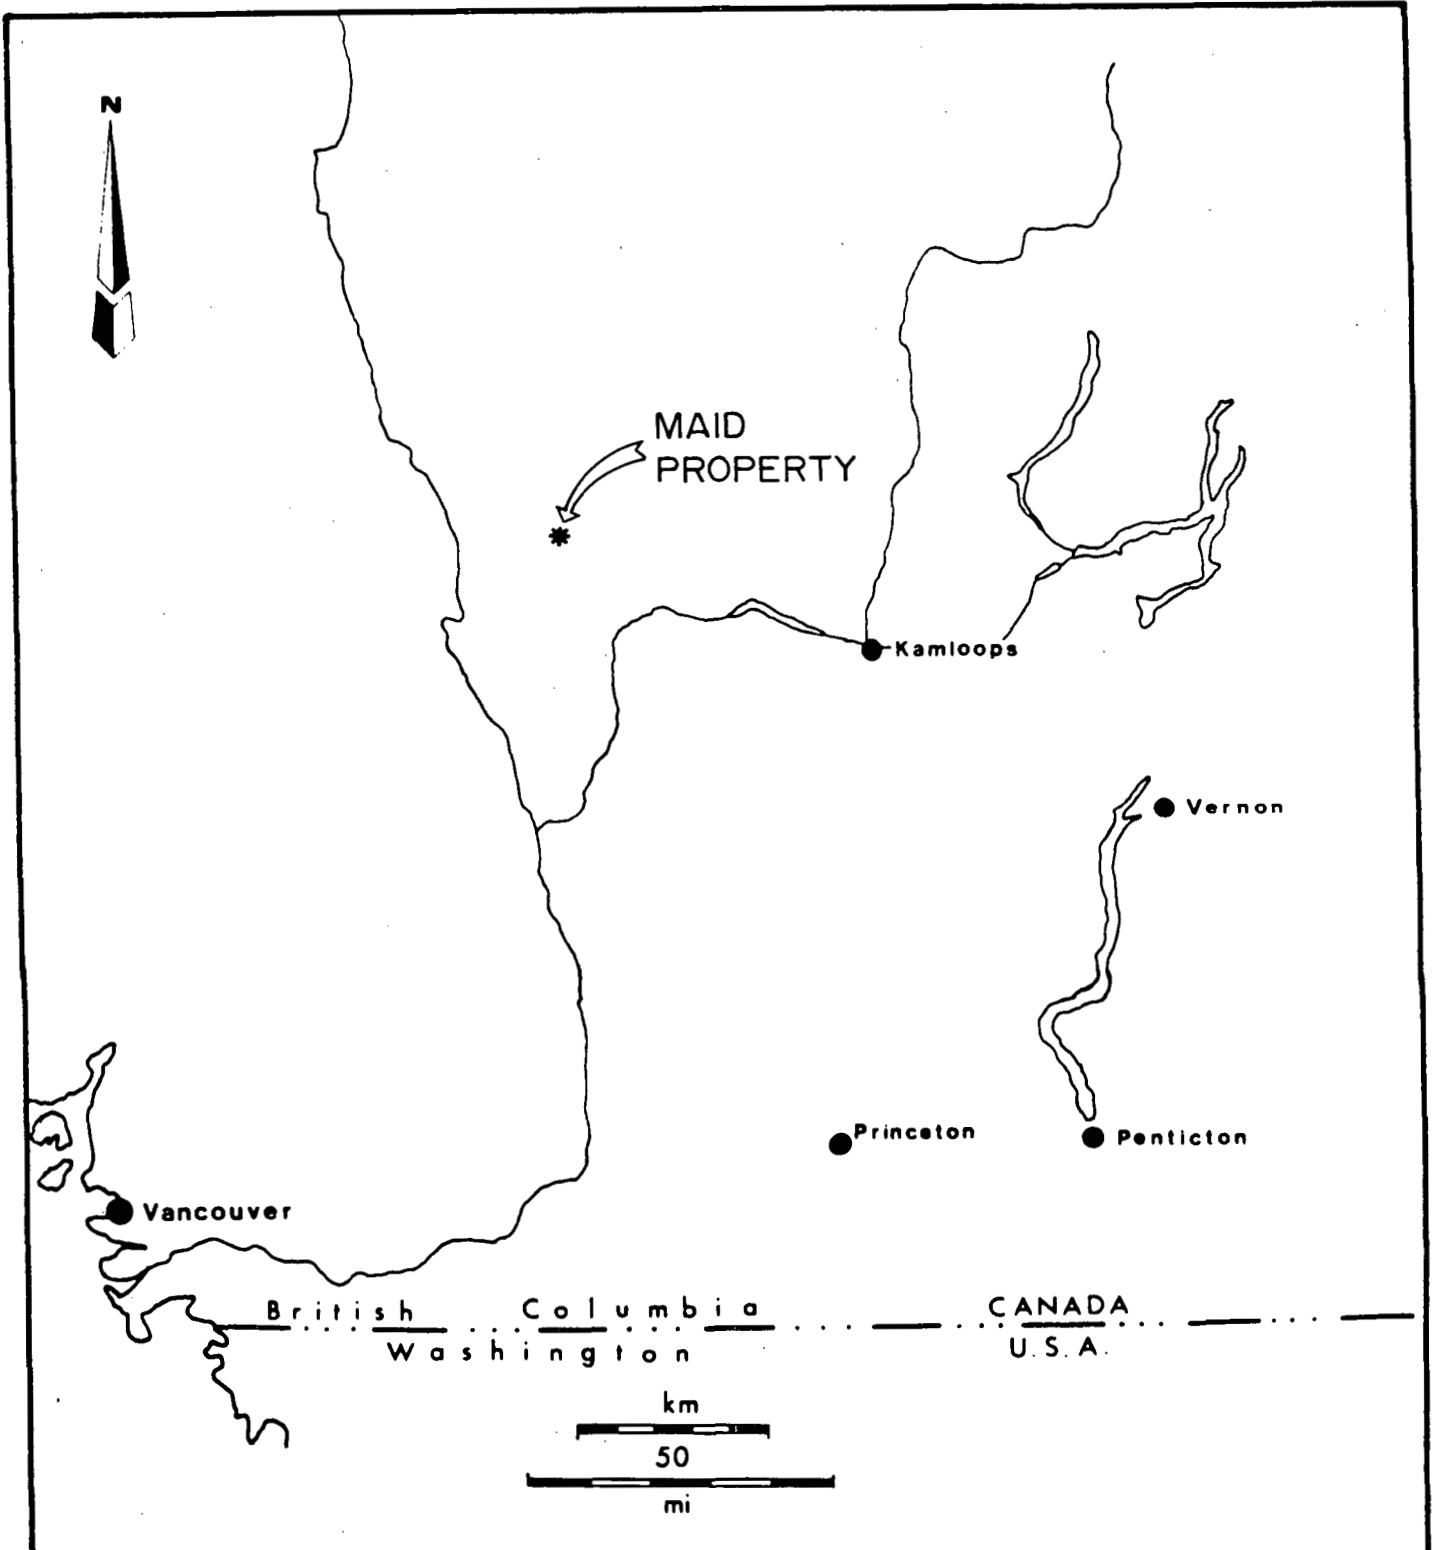 N
MAID
PROPERTY
Kamloops
Vernon
Princeton
Penticton
Vancouver
British Columbia
CANADA
Washington
U.S.A.
km
50
mi